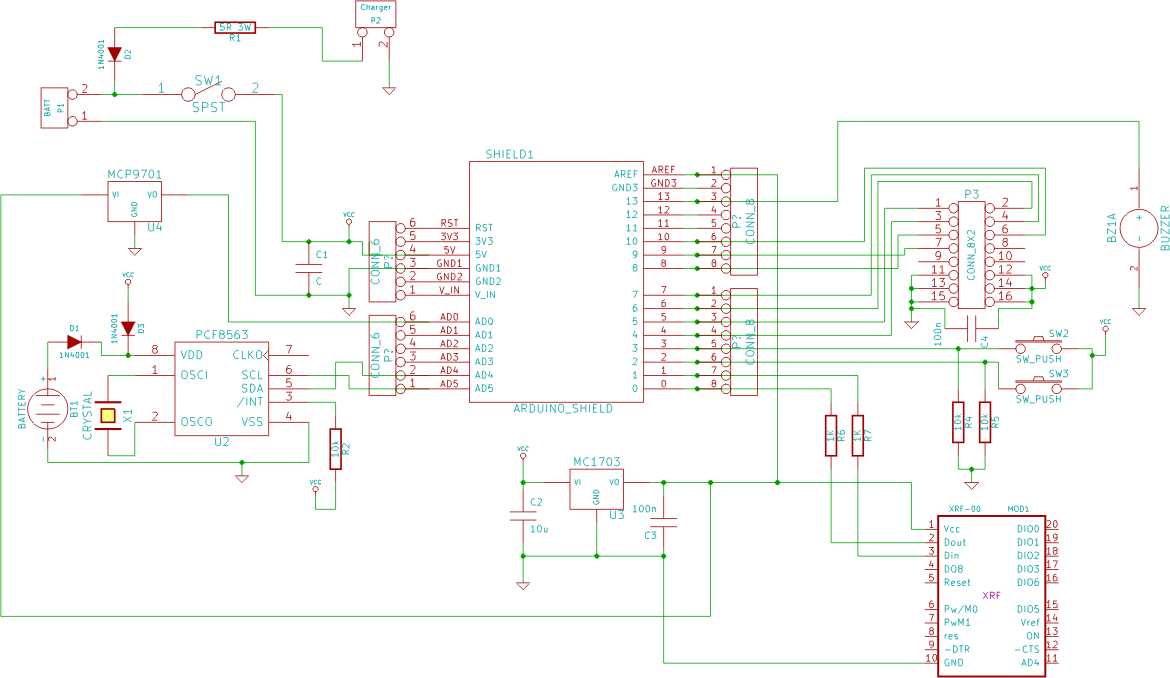 Charger
P2
1
2
5R 3W
R1
1N4001
D2
BATT
P1
2
1
1
SW1
2
SPST
MCP9701
VI
VO
GND
U4
VCC
C1
C
VCC
1N4001
D3
D1
1N4001
BATTERY
BT1
+
1
-
2
CRYSTAL
X1
PCF8563
8
VDD
CLKO
7
1
OSCI
SCL
6
SDA
5
/INT
3
2
OSCO
VSS
4
U2
10k
R2
VCC
CONN_6
P?
6
RST
RST
5
3V3
3V3
4
5V
5V
3
GND1
GND1
2
GND2
GND2
1
V_IN
V_IN
CONN_6
P?
6
AD0
AD0
5
AD1
AD1
4
AD2
AD2
3
AD3
AD3
2
AD4
AD4
1
AD5
AD5
SHIELD1
ARDUINO_SHIELD
AREF
AREF
1
GND3
GND3
2
13
13
3
12
12
4
11
11
5
10
10
6
9
9
7
8
8
8
P?
CONN_8
7
7
1
6
6
2
5
5
3
4
4
4
3
3
5
2
2
6
1
1
7
0
0
8
P?
CONN_8
P3
CONN_8X2
1
2
3
4
5
6
7
8
9
10
11
12
13
14
15
16
VCC
100n
C4
BZ1A
BUZZER
1
+
-
2
VCC
SW2
SW_PUSH
SW3
SW_PUSH
10k
R4
10k
R5
1K
R6
1K
R7
VCC
C2
10u
MC1703
VI
VO
GND
U3
100n
C3
XRF-00
MOD1
1
Vcc
DIO0
20
2
Dout
DIO1
19
3
Din
DIO2
18
4
DO8
DIO3
17
5
Reset
DIO6
16
XRF
6
Pw/M0
DIO5
15
7
PwM1
Vref
14
8
res
ON
13
9
-DTR
-CTS
12
10
GND
AD4
11